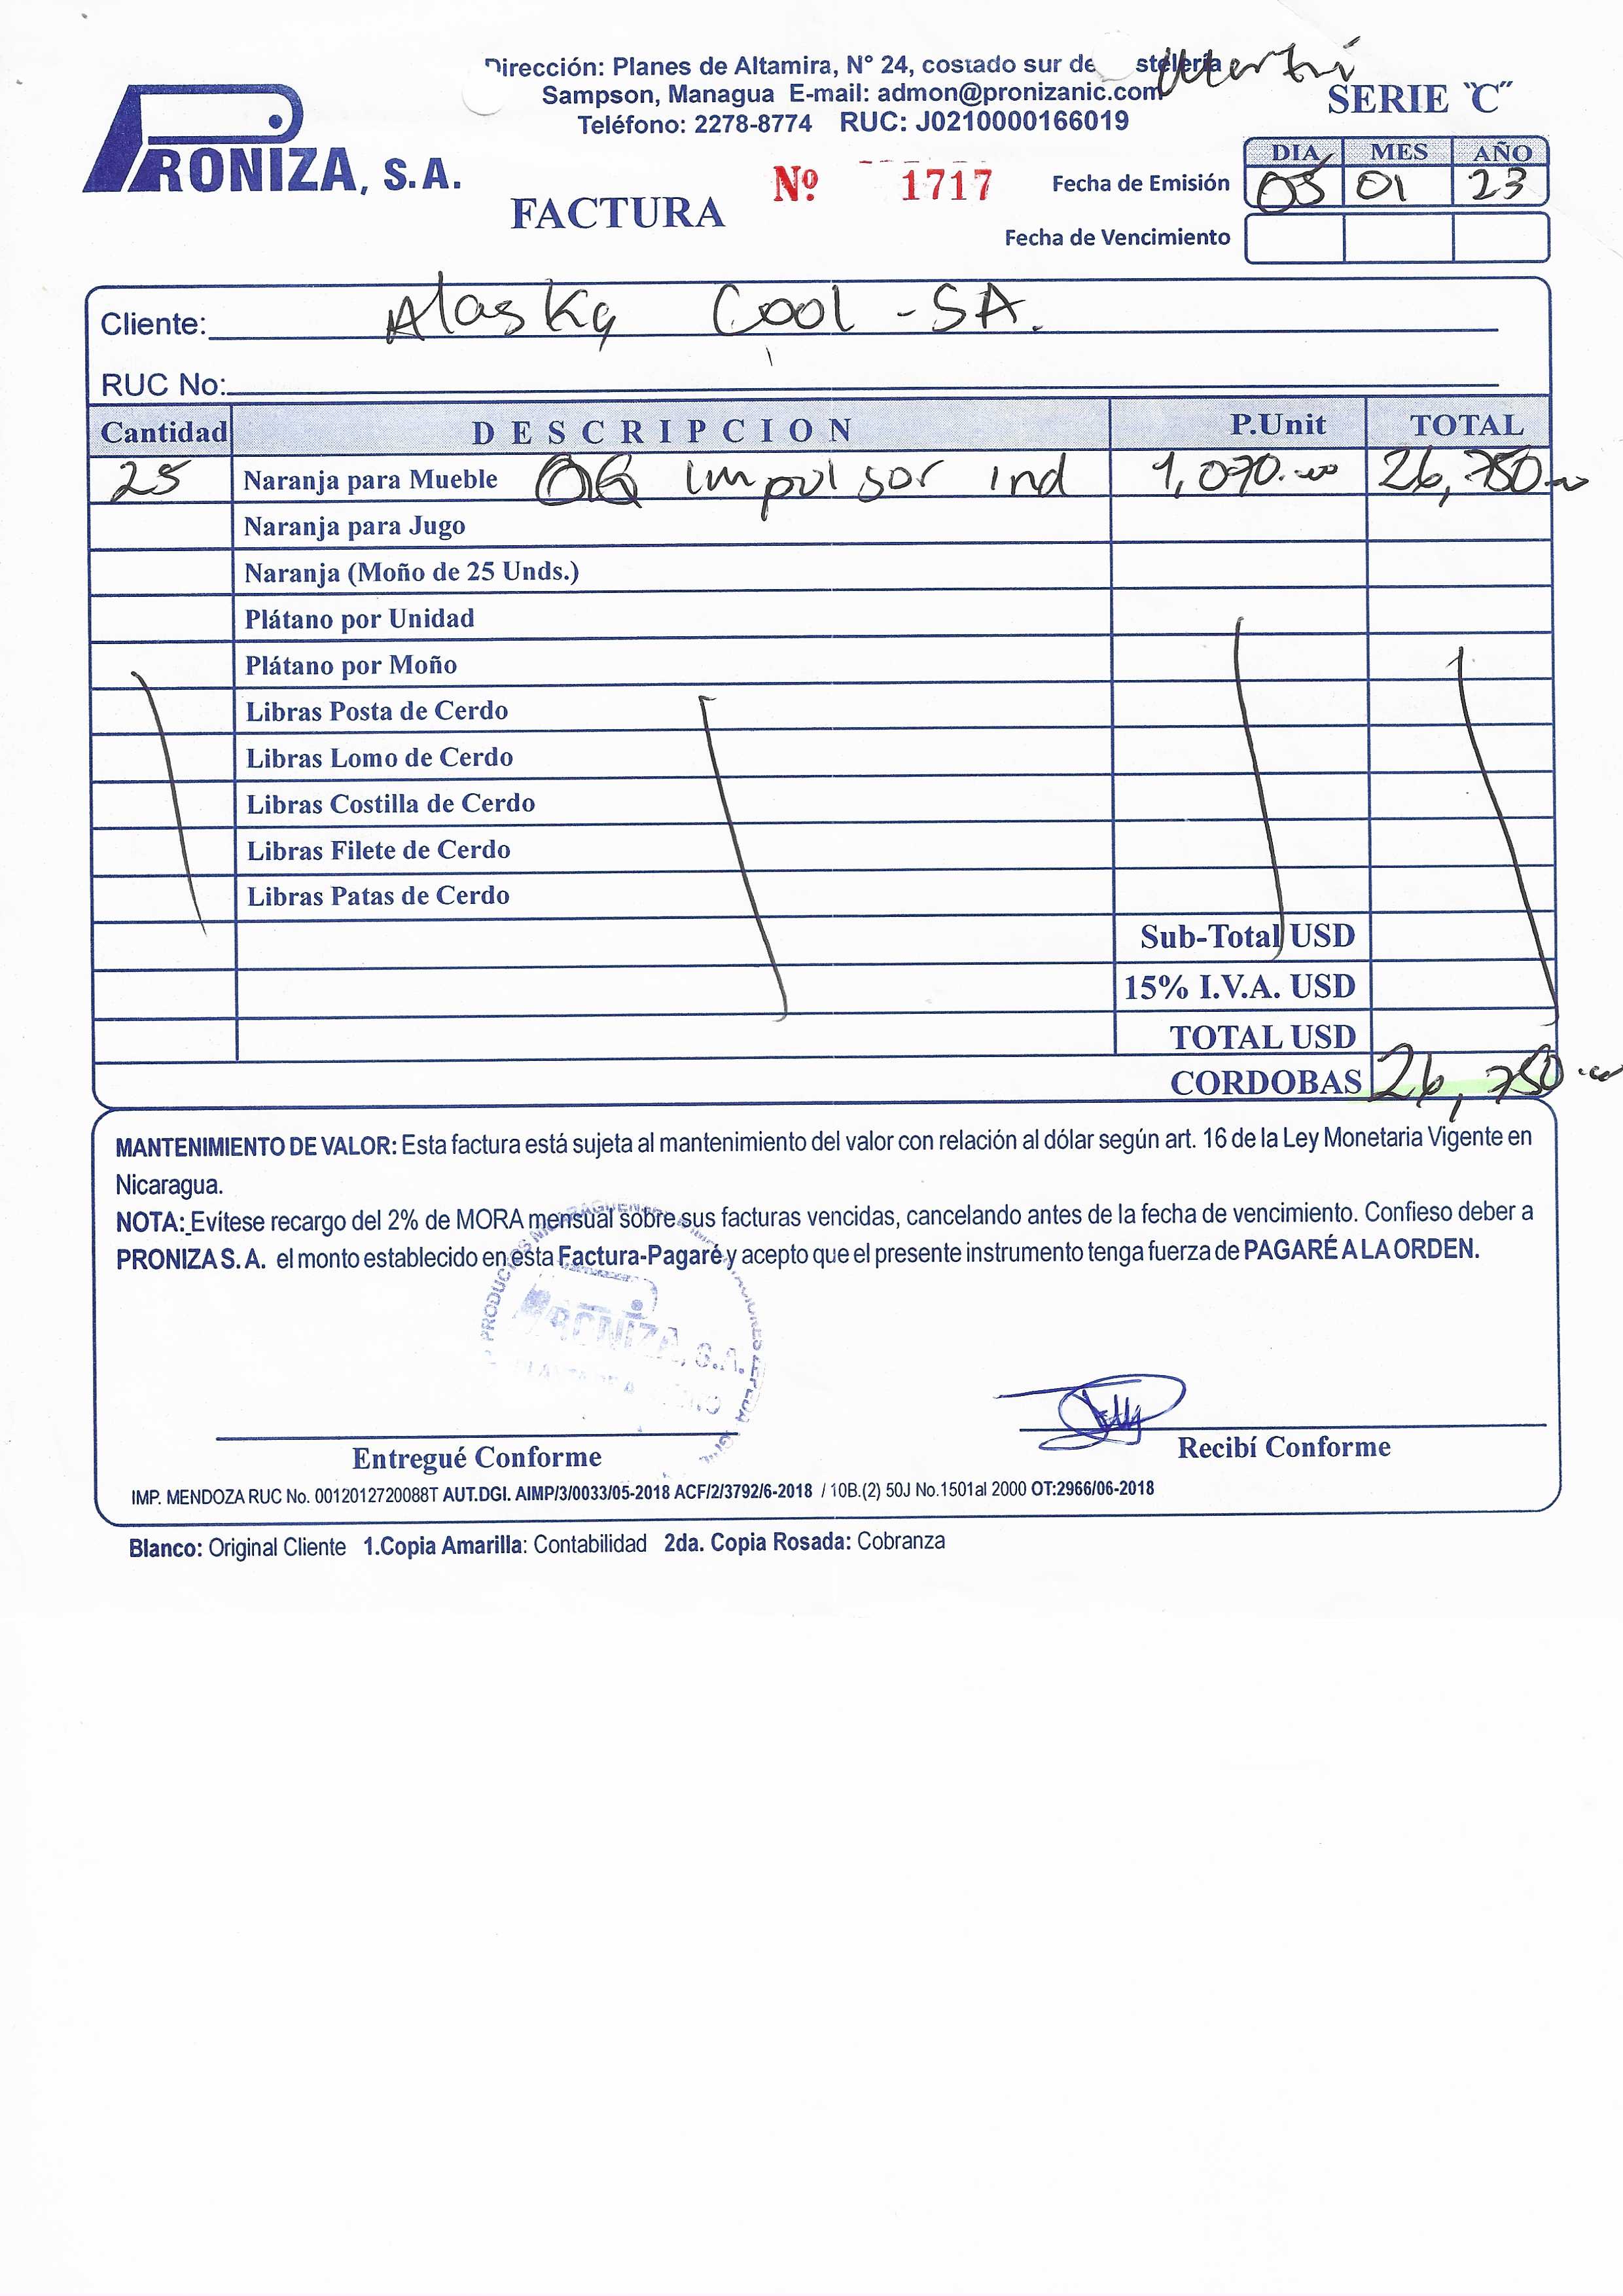 Dirección: Planes de Altamira, N° 24, costado sur de
Sampson, Managua E-mail: admon@pronizanic.com
Teléfono: 2278-8774 RUC: J0210000166019
SERIE "C"
PRONIZA, S.A.
FACTURA
Nº 1717
DIA MES AÑO
Fecha de Emisión 05 01 23
Fecha de Vencimiento
Cliente: Alaska Cool - SA.
RUC No:
Cantidad DESCRIPCION P.Unit TOTAL
25 Naranja para Mueble impulsor ind 1,070.00 26,750.00
Naranja para Jugo
Naranja (Moño de 25 Unds.)
Plátano por Unidad
Plátano por Moño
Libras Posta de Cerdo
Libras Lomo de Cerdo
Libras Costilla de Cerdo
Libras Filete de Cerdo
Libras Patas de Cerdo
Sub-Total USD
15% I.V.A. USD
TOTAL USD
CORDOBAS 26,750.00
MANTENIMIENTO DE VALOR: Esta factura está sujeta al mantenimiento del valor con relación al dólar según art. 16 de la Ley Monetaria Vigente en
Nicaragua.
NOTA: Evítese recargo del 2% de MORA mensual sobre sus facturas vencidas, cancelando antes de la fecha de vencimiento. Confieso deber a
PRONIZA S. A. el monto establecido en esta Factura-Pagaré y acepto que el presente instrumento tenga fuerza de PAGARÉ A LA ORDEN.
PRONIZA, S.A.
Entregué Conforme
Recibí Conforme
IMP. MENDOZA RUC No. 0012012720088T AUT.DGI. AIMP/3/0033/05-2018 ACF/2/3792/6-2018 / 10B.(2) 50J No.1501al 2000 OT:2966/06-2018
Blanco: Original Cliente 1.Copia Amarilla: Contabilidad 2da. Copia Rosada: Cobranza